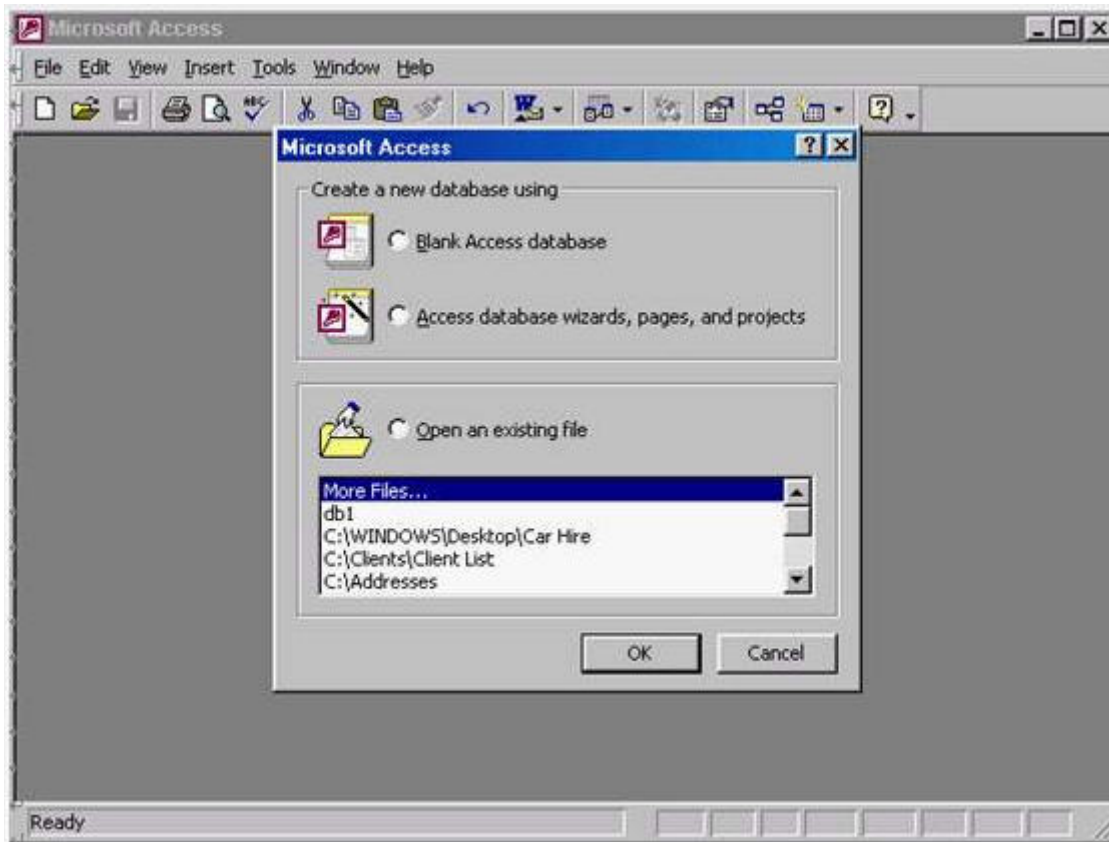 Microsoft Access
File Edit View Insert Tools Window Help
Microsoft Access
Create a new database using
Blank Access database
Access database wizards, pages, and projects
Open an existing file
More Files...
db1
C:\WINDOWS\Desktop\Car Hire
C:\Clients\Client List
C:\Addresses
OK Cancel
Ready